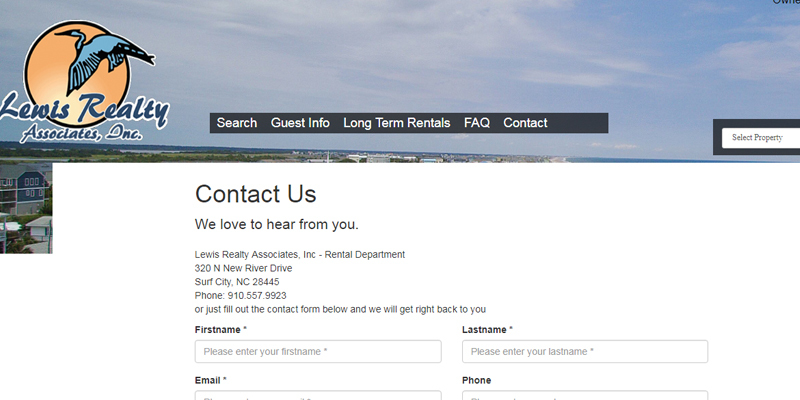 Owne
Lewis Realty
Associates, Inc.
Search Guest Info Long Term Rentals FAQ Contact
Select Property
Contact Us
We love to hear from you.
Lewis Realty Associates, Inc - Rental Department
320 N New River Drive
Surf City, NC 28445
Phone: 910.557.9923
or just fill out the contact form below and we will get right back to you
Firstname * Lastname *
Please enter your firstname * Please enter your lastname *
Email * Phone